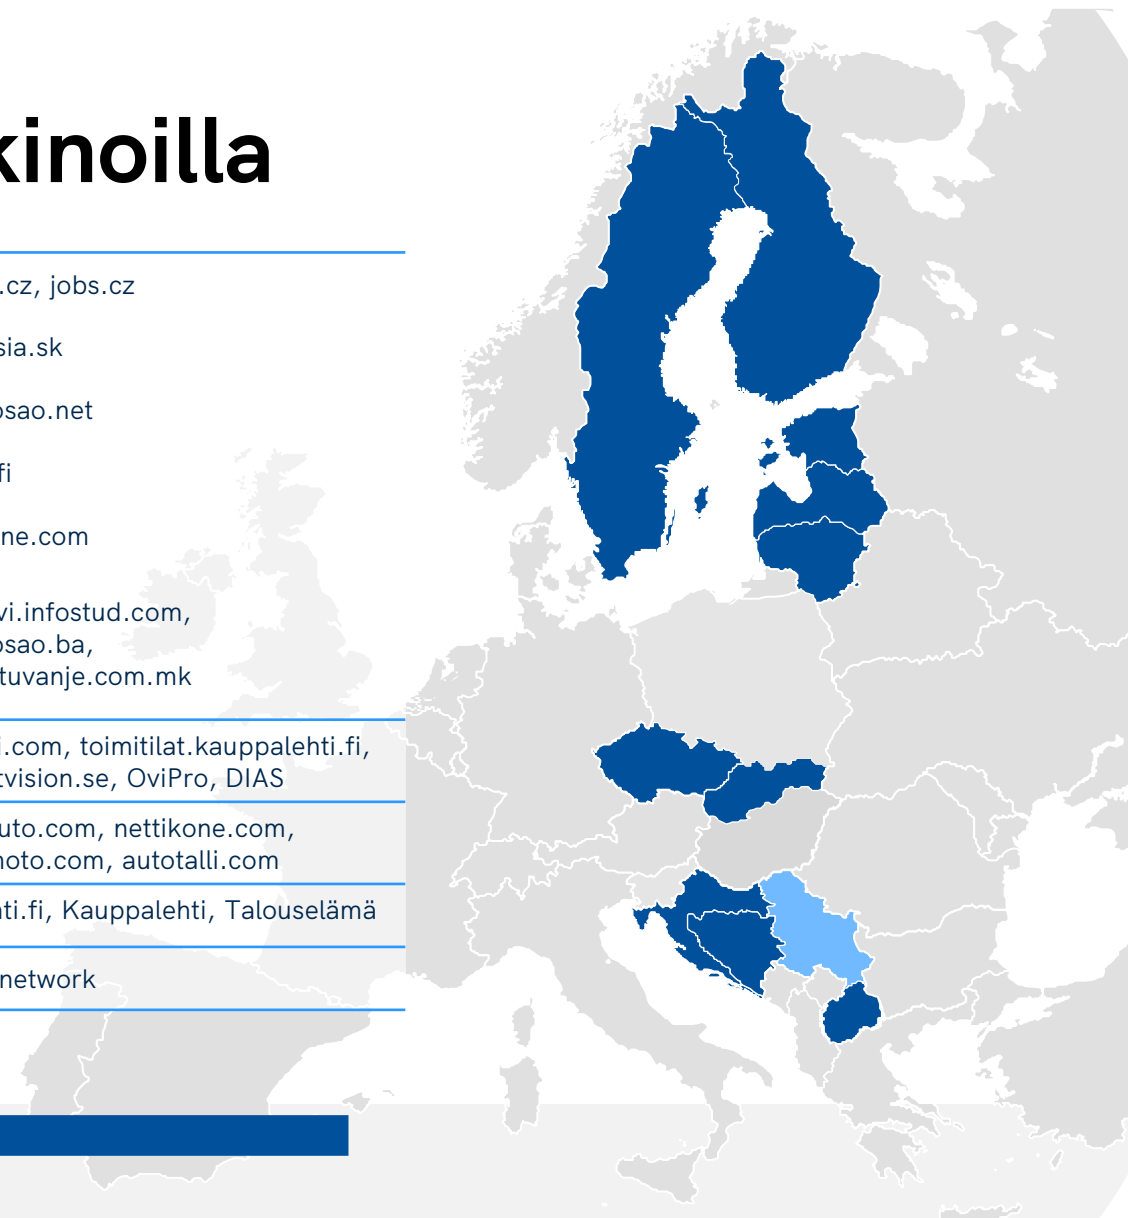 kinoilla
.cz, jobs.cz
sia.sk
osao.net
fi
ne.com
vi.infostud.com,
osao.ba,
tuvanje.com.mk
i.com, toimitilat.kauppalehti.fi,
tvision.se, OviPro, DIAS
uto.com, nettikone.com,
noto.com, autotalli.com
ati.fi, Kauppalehti, Talouselämä
network